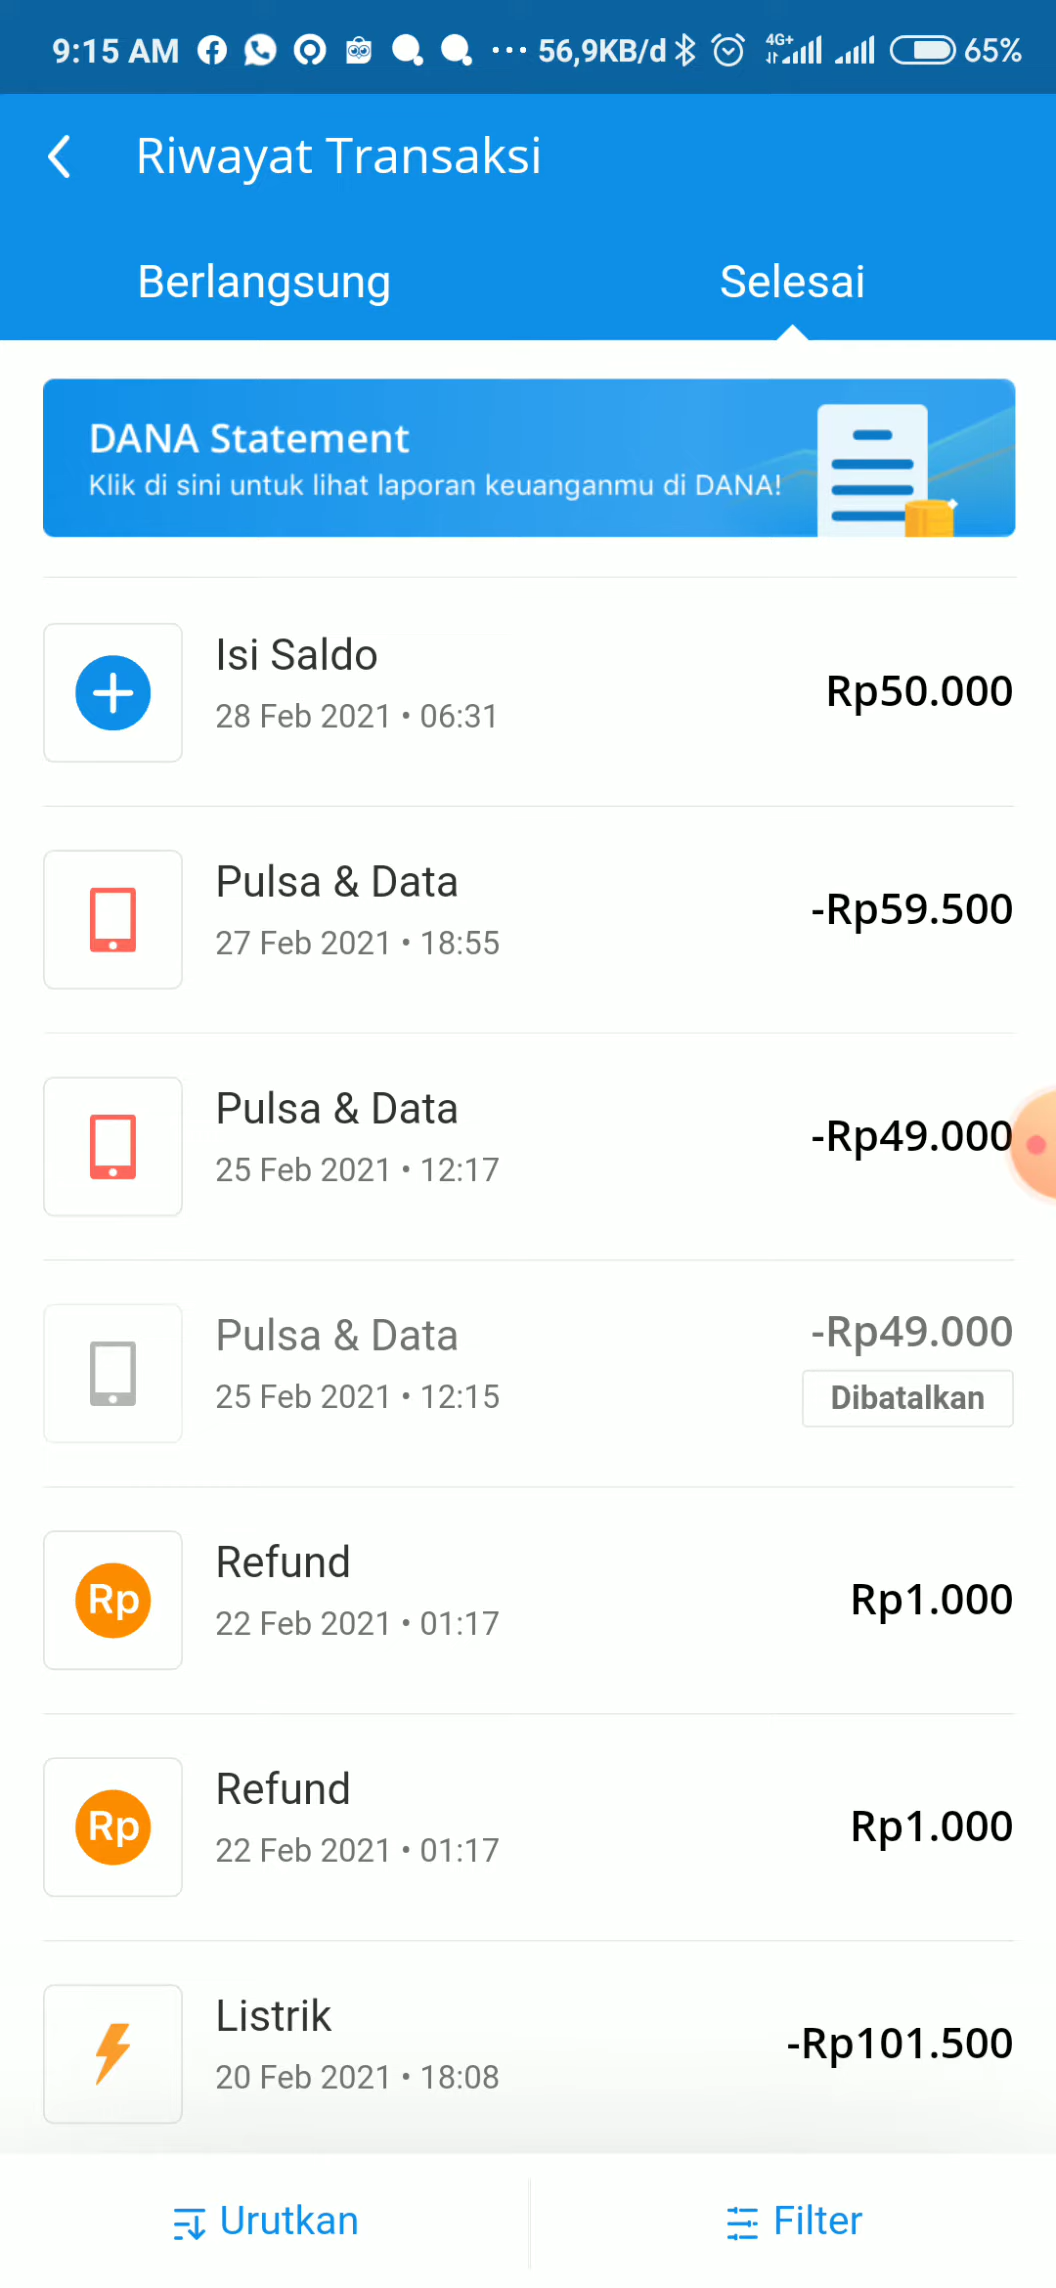 9:15 AM ... 56,9KB/d 4G+ 65%
Riwayat Transaksi
Berlangsung Selesai
DANA Statement
Klik di sini untuk lihat laporan keuanganmu di DANA!
Isi Saldo
28 Feb 2021 • 06:31
Rp50.000
Pulsa & Data
27 Feb 2021 • 18:55
-Rp59.500
Pulsa & Data
25 Feb 2021 • 12:17
-Rp49.000
Pulsa & Data
25 Feb 2021 • 12:15
-Rp49.000
Dibatalkan
Rp
Refund
22 Feb 2021 • 01:17
Rp1.000
Rp
Refund
22 Feb 2021 • 01:17
Rp1.000
Listrik
20 Feb 2021 • 18:08
-Rp101.500
Urutkan Filter